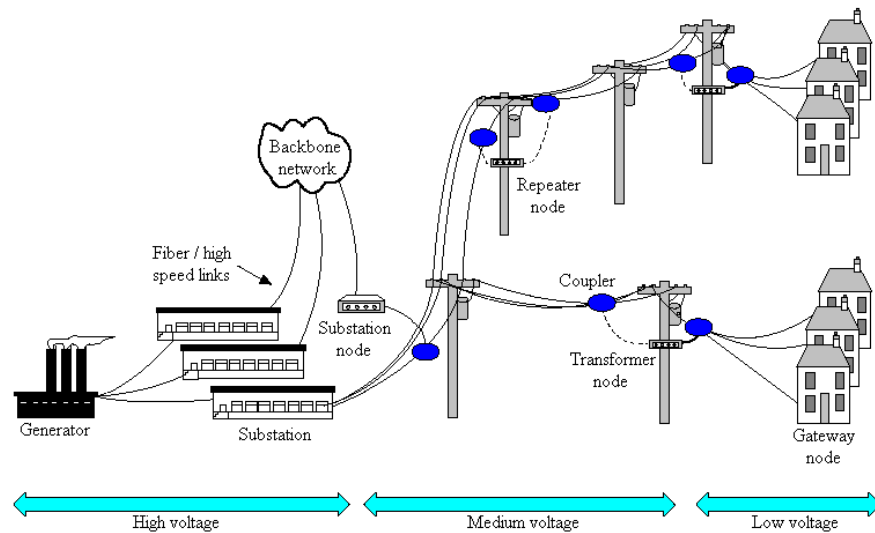 Backbone
network
Repeater
node
Fiber / high
speed links
Coupler
Substation
node
Transformer
node
Generator
Substation
Gateway
node
High voltage
Medium voltage
Low voltage